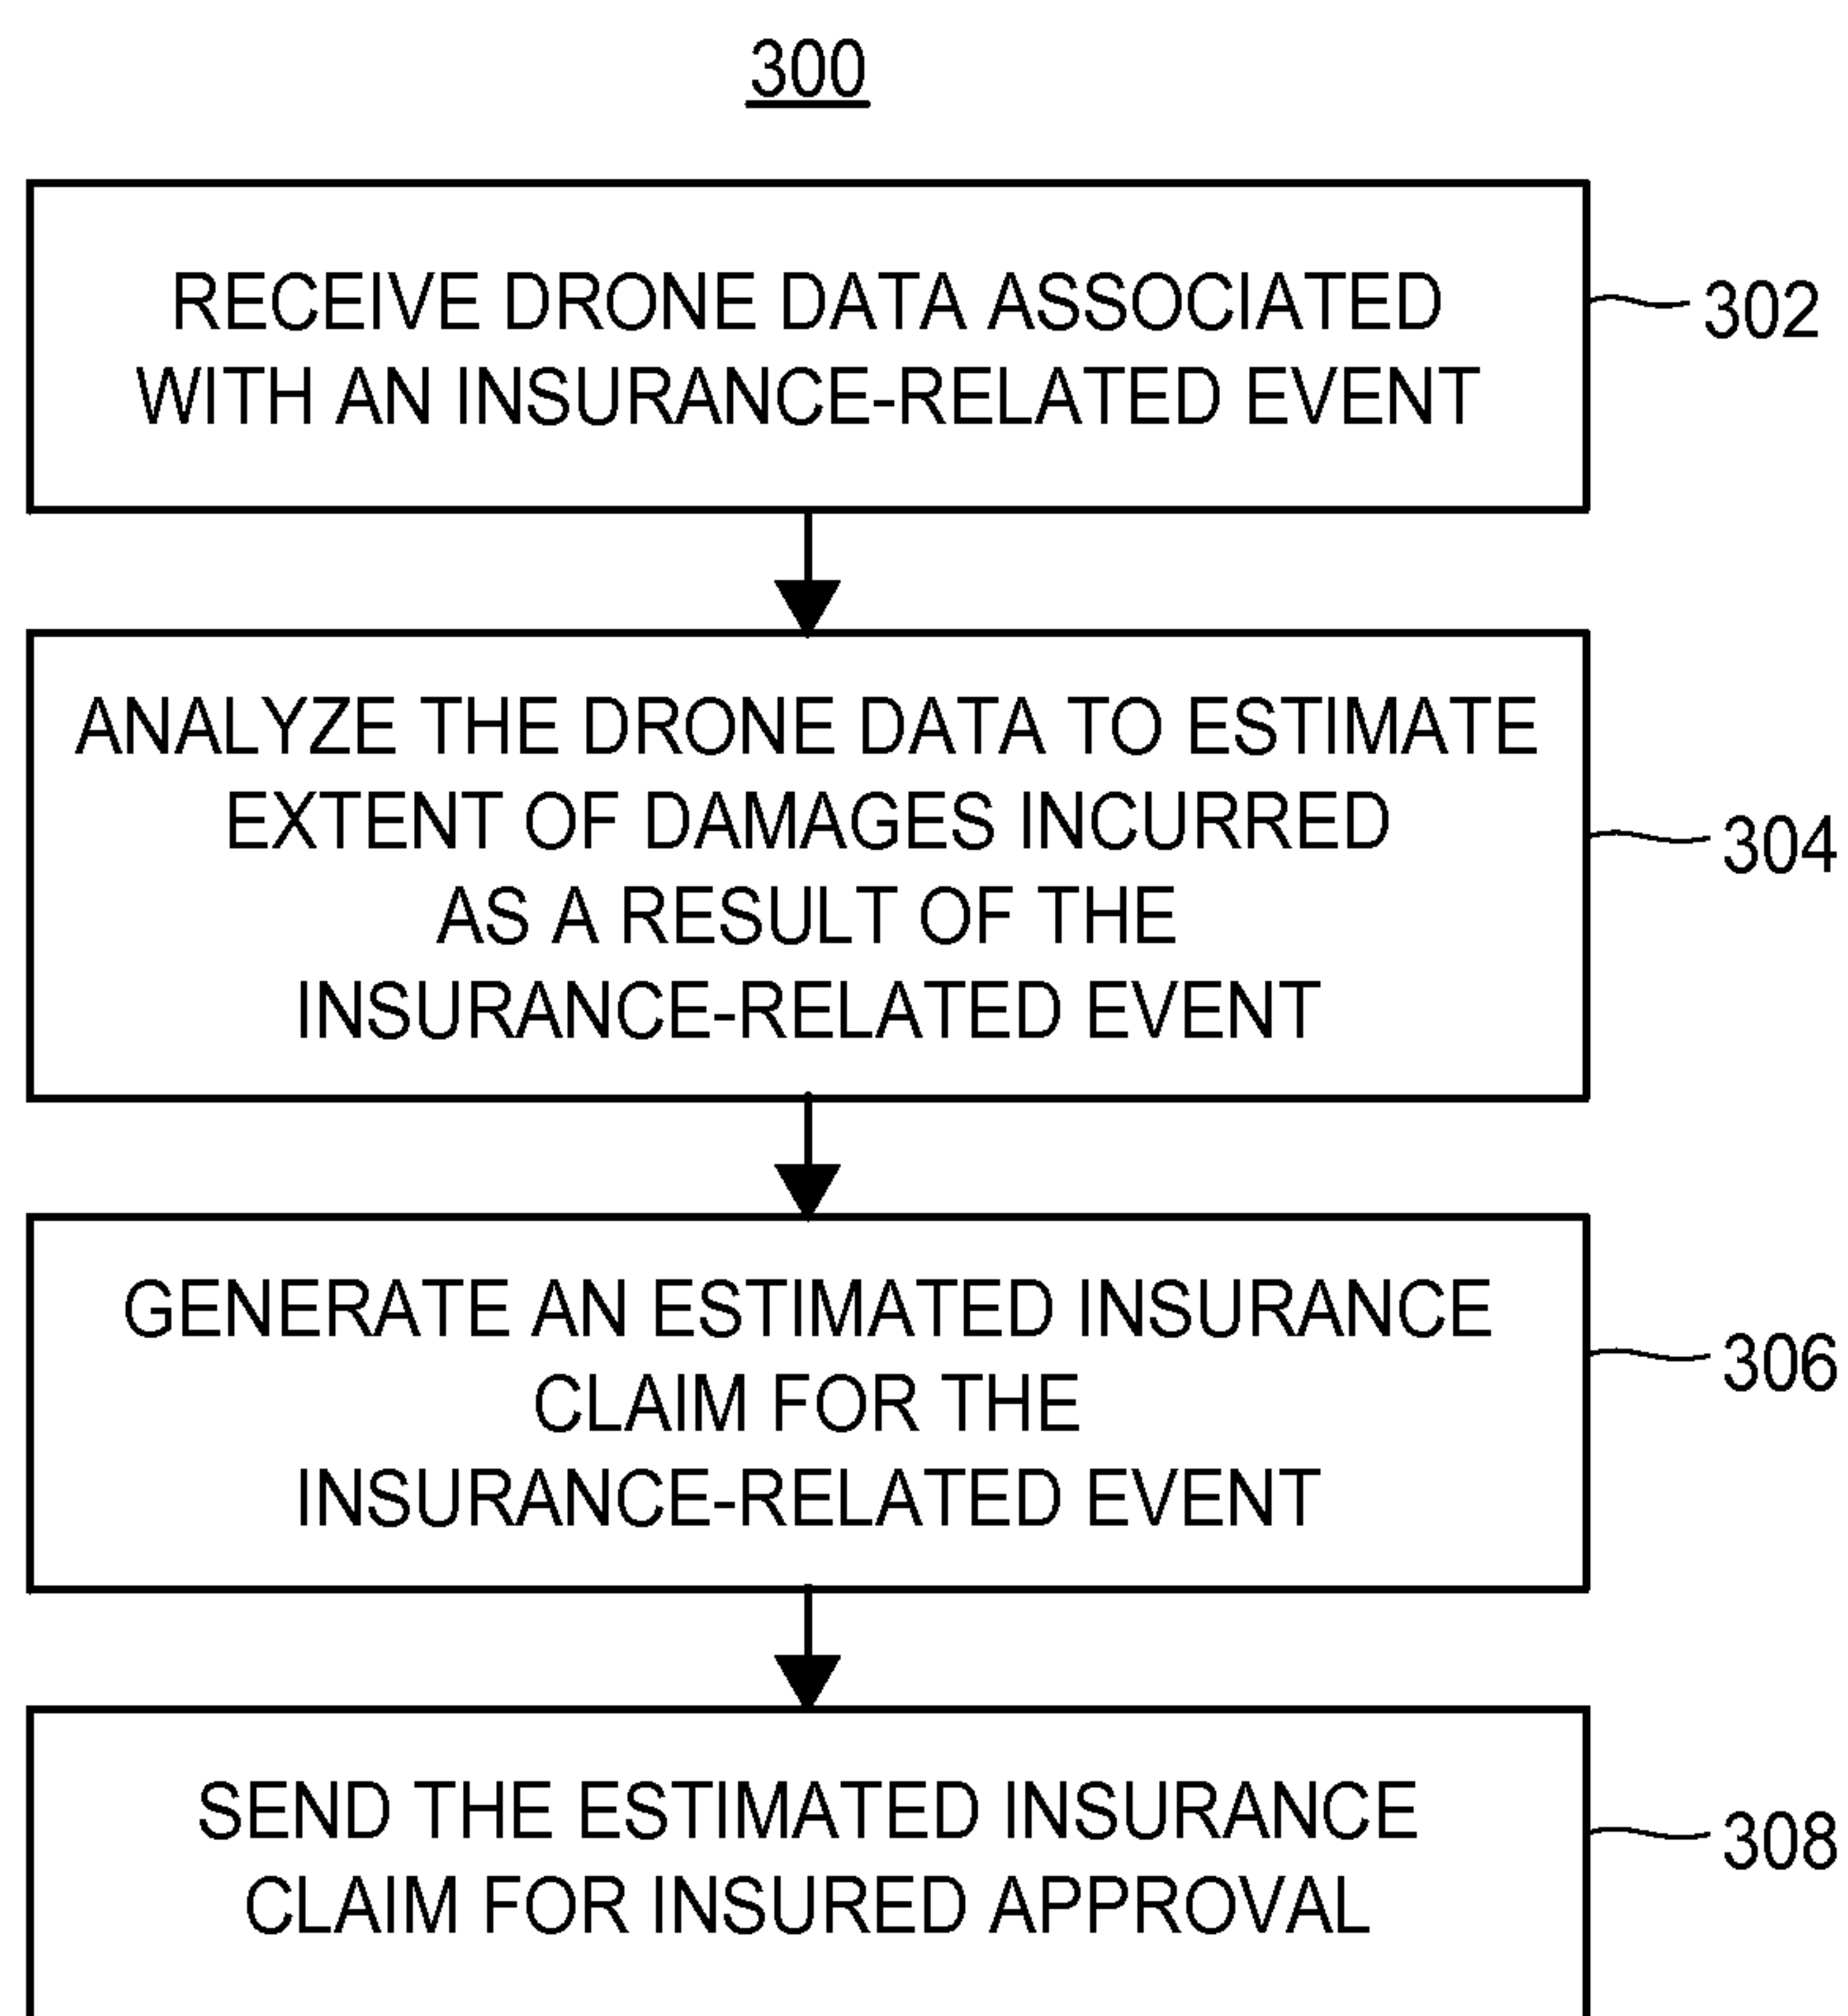 300
RECEIVE DRONE DATA ASSOCIATED
WITH AN INSURANCE-RELATED EVENT
302
ANALYZE THE DRONE DATA TO ESTIMATE
EXTENT OF DAMAGES INCURRED
AS A RESULT OF THE
INSURANCE-RELATED EVENT
304
GENERATE AN ESTIMATED INSURANCE
CLAIM FOR THE
INSURANCE-RELATED EVENT
306
SEND THE ESTIMATED INSURANCE
CLAIM FOR INSURED APPROVAL
308